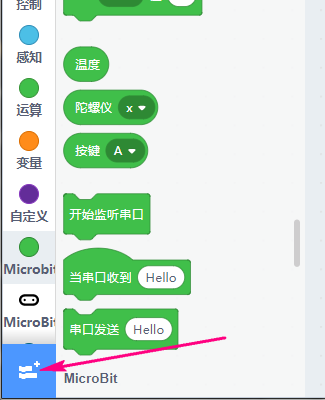 控制
感知
运算
变量
自定义
Microbit
MicroBit
温度
陀螺仪 x
按键 A
开始监听串口
当串口收到 Hello
串口发送 Hello
MicroBit